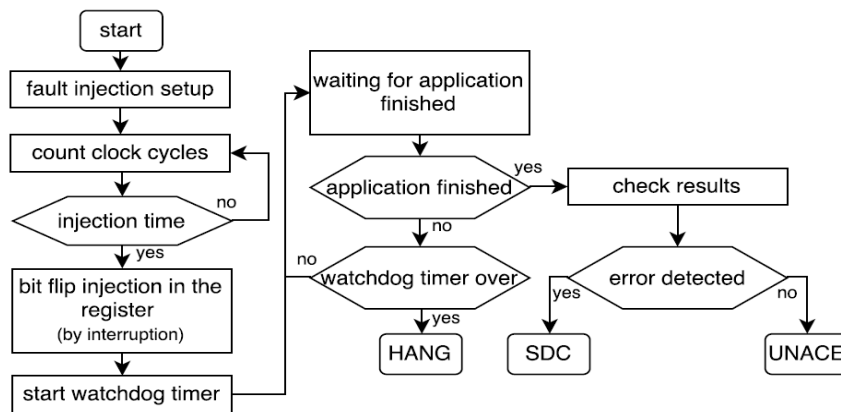 start
fault injection setup
count clock cycles
injection time
no
yes
bit flip injection in the
register
(by interruption)
start watchdog timer
waiting for application
finished
application finished
yes
no
watchdog timer over
no
yes
HANG
check results
error detected
yes
no
SDC
UNACE